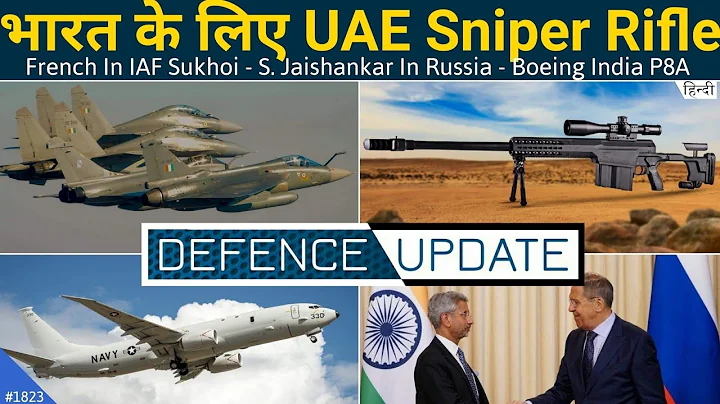 भारत के लिए UAE Sniper Rifle
French In IAF Sukhoi - S. Jaishankar In Russia - Boeing India P8A
हिन्दी
DEFENCE UPDATE
330
NAVY
#1823